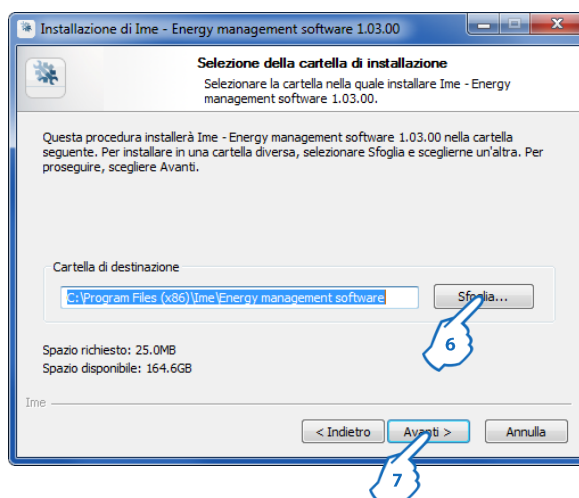 Installazione di Ime - Energy management software 1.03.00
Selezione della cartella di installazione
Selezionare la cartella nella quale installare Ime - Energy
management software 1.03.00.
Questa procedura installerà Ime - Energy management software 1.03.00 nella cartella
seguente. Per installare in una cartella diversa, selezionare Sfoglia e sceglierne un'altra. Per
proseguire, scegliere Avanti.
Cartella di destinazione
C:\Program Files (x86)\Ime\Energy management software
Sfoglia...
6
Spazio richiesto: 25.0MB
Spazio disponibile: 164.6GB
Ime
< Indietro
Avanti >
Annulla
7